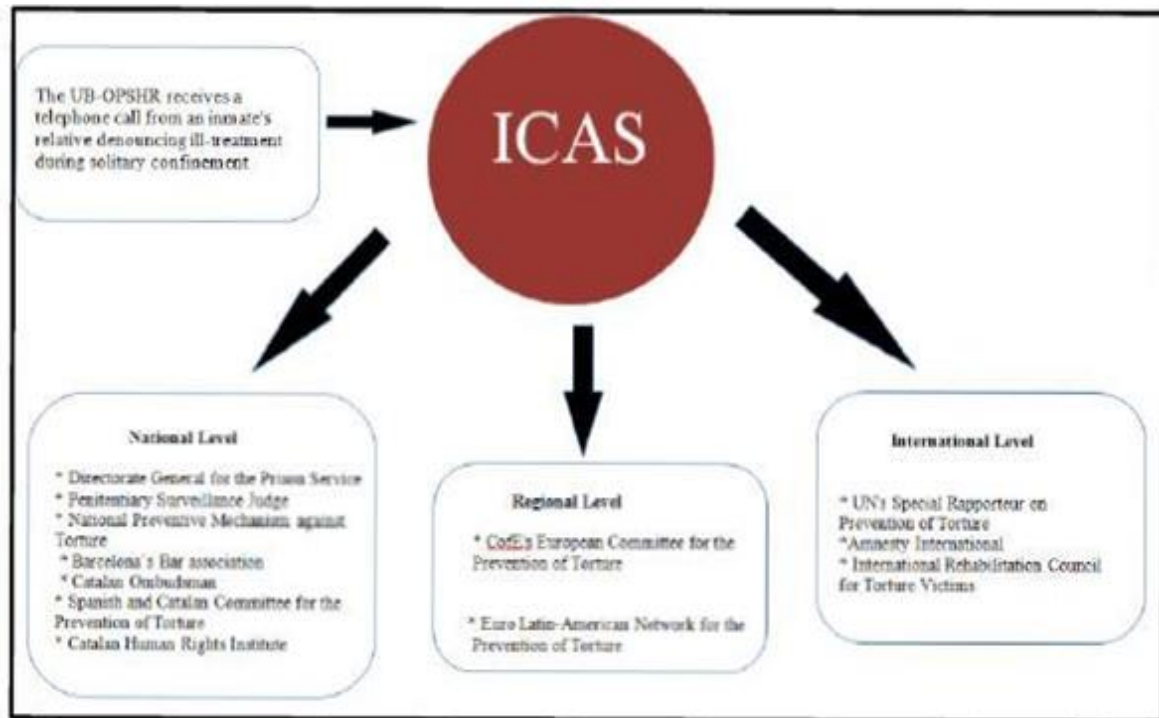 The UB-OPSHR receives a
telephone call from an inmate's
relative denouncing ill-treatment
during solitary confinement
ICAS
National Level
* Directorate General for the Prison Service
* Penitentiary Surveillance Judge
* National Preventive Mechanism against
Torture
* Barcelona´s Bar association
* Catalan Ombudsman
* Spanish and Catalan Committee for the
Prevention of Torture
* Catalan Human Rights Institute
Regional Level
* CofE's European Committee for the
Prevention of Torture
* Euro Latin-American Network for the
Prevention of Torture
International Level
* UN's Special Rapporteur on
Prevention of Torture
*Amnesty International
* International Rehabilitation Council
for Torture Victims